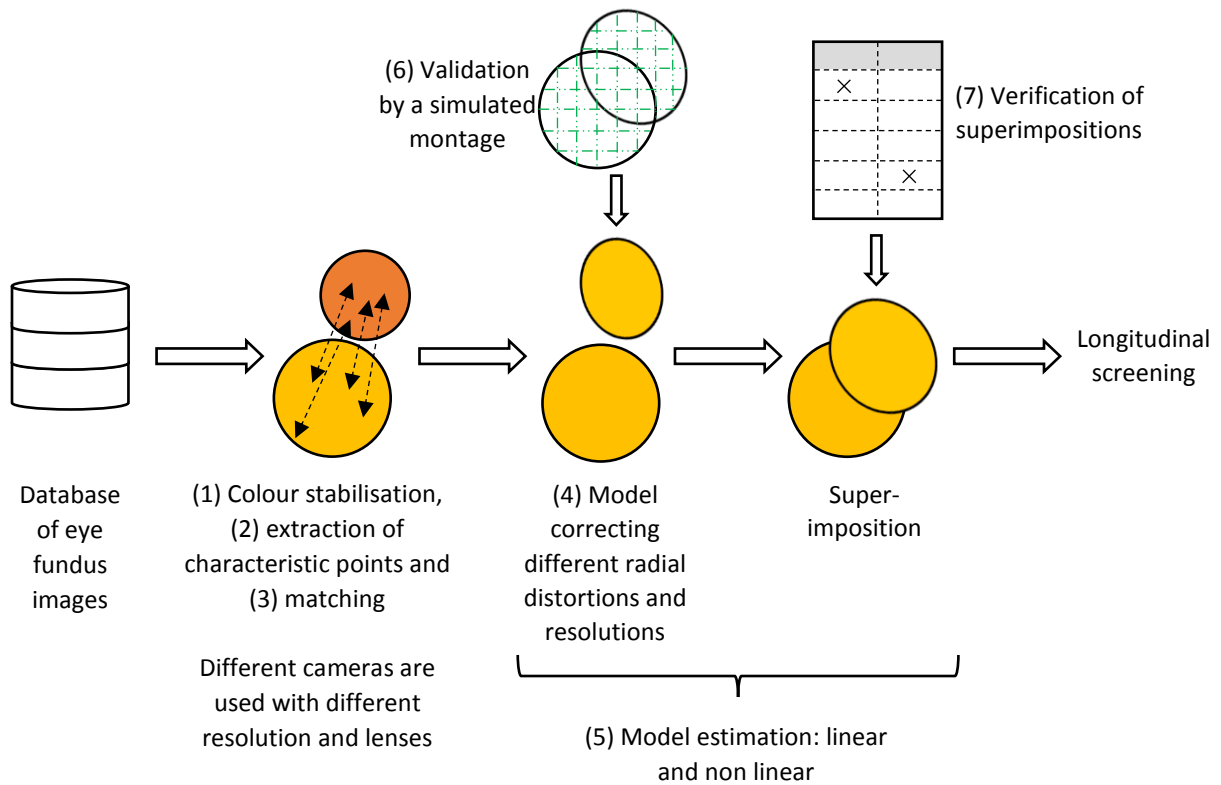 (6) Validation
by a simulated
montage
(7) Verification of
superimpositions
Longitudinal
screening
Database
of eye
fundus
images
(1) Colour stabilisation,
(2) extraction of
characteristic points and
(3) matching
Different cameras are
used with different
resolution and lenses
(4) Model
correcting
different radial
distortions and
resolutions
Super-
imposition
(5) Model estimation: linear
and non linear